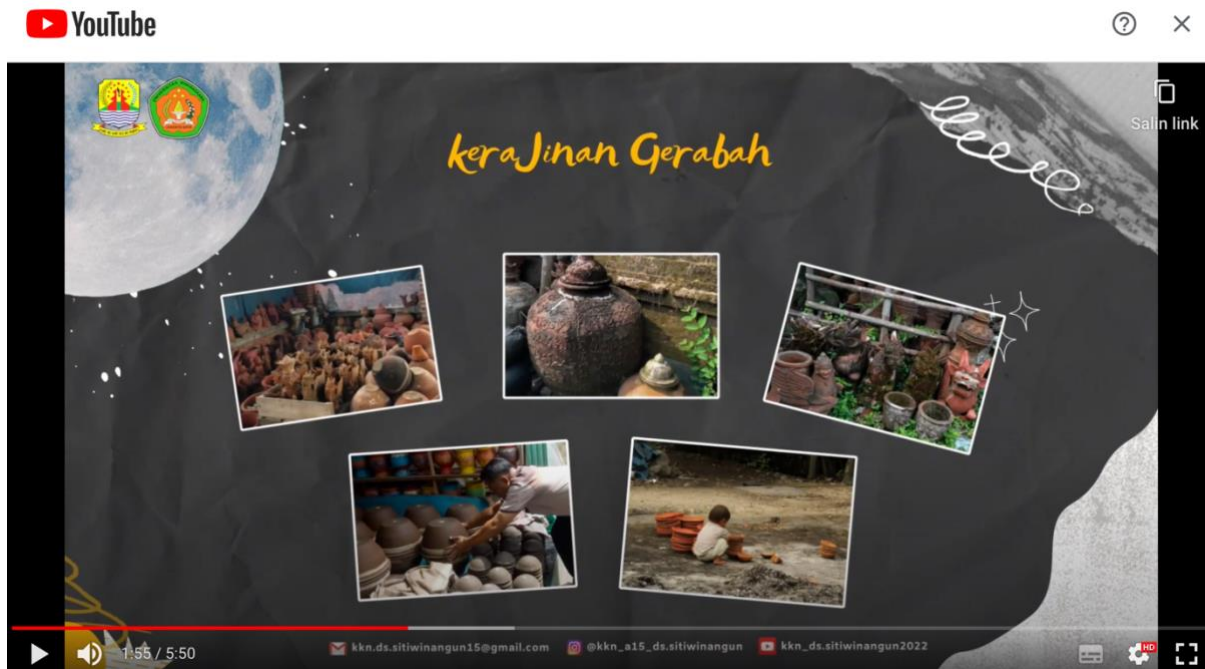 YouTube
Salin link
keraJinan Gerabah
1:55 / 5:50
kkn.ds.sitiwinangun15@gmail.com
@kkn_a15_ds.sitiwinangun
kkn_ds.sitiwinangun2022
HD